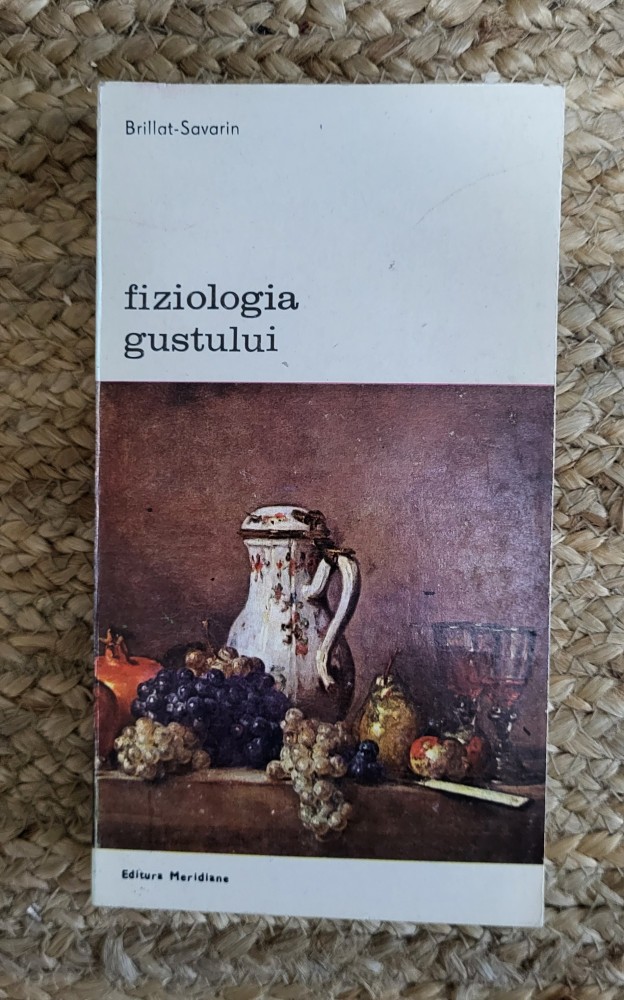 Brillat-Savarin
fiziologia
gustului
Editura Meridiane